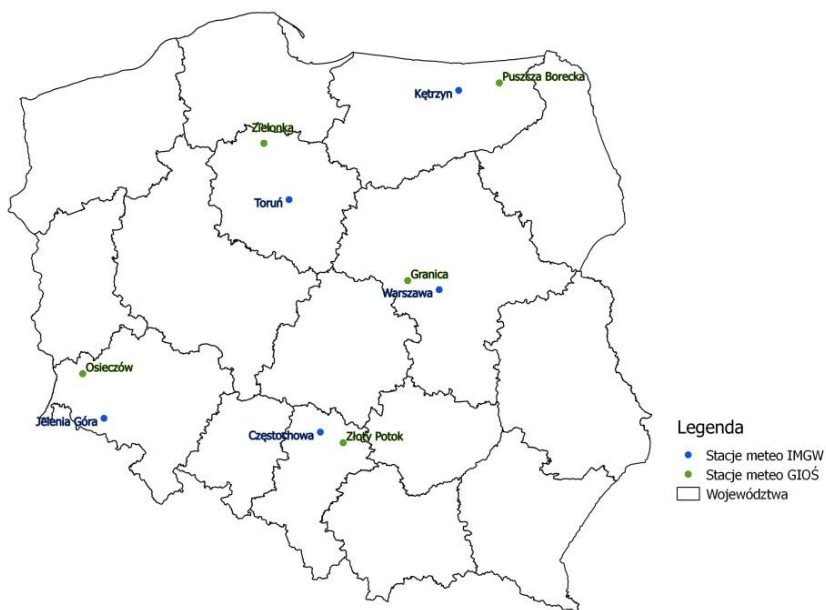 Puszcza Borecka
Kętrzyn
Zielonka
Toruń
Granica
Warszawa
Osieczów
Jelenia Góra
Częstochowa
Złoty Potok
Legenda
Stacje meteo IMGW
Stacje meteo GIOŚ
Województwa